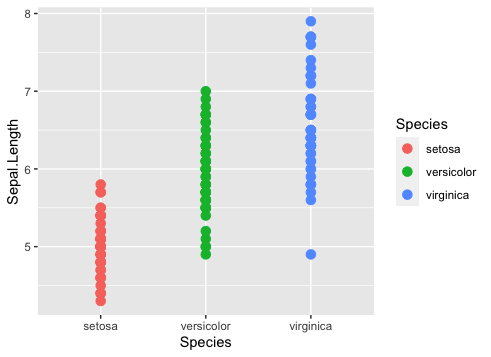 8
7
6
5
Sepal.Length
setosa
versicolor
virginica
Species
Species
setosa
versicolor
virginica